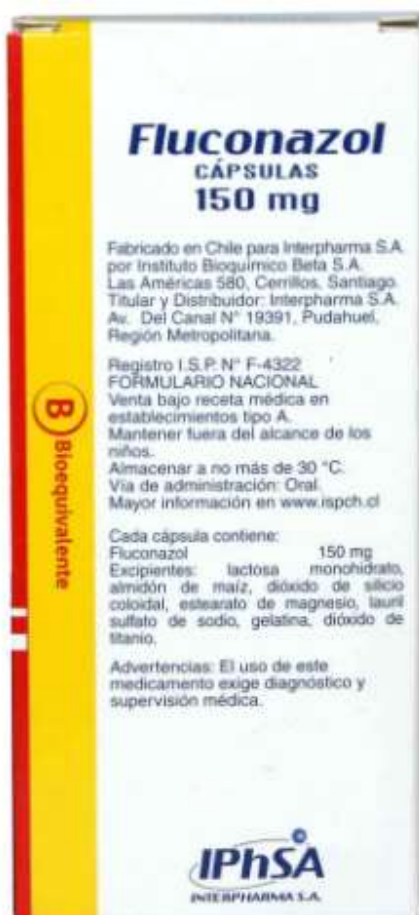 Fluconazol
CÁPSULAS
150 mg
Fabricado en Chile para Interpharma S.A.
por Instituto Bioquímico Beta S.A.
Las Américas 580, Cerrillos, Santiago.
Titular y Distribuidor: Interpharma S.A.
Av. Del Canal N° 19391, Pudahuel,
Región Metropolitana.
Registro I.S.P. N° F-4322
FORMULARIO NACIONAL
Venta bajo receta médica en
establecimientos tipo A.
Mantener fuera del alcance de los
niños.
Almacenar a no más de 30 °C.
Vía de administración: Oral.
Mayor información en www.ispch.cl
Cada cápsula contiene:
Fluconazol 150 mg
Excipientes: lactosa monohidrato,
almidón de maíz, dióxido de silicio
coloidal, estearato de magnesio, lauril
sulfato de sodio, gelatina, dióxido de
titanio.
Advertencias: El uso de este
medicamento exige diagnóstico y
supervisión médica.
B Bioequivalente
IPhSA
INTERPHARMA S.A.